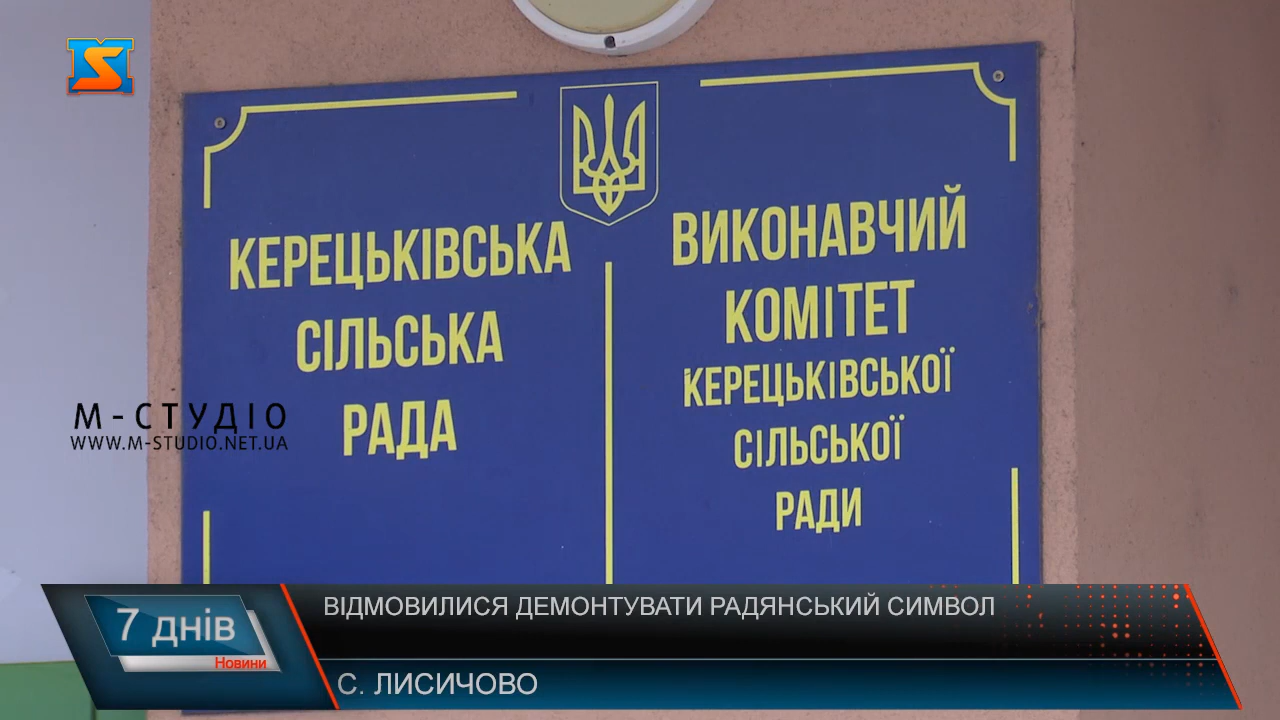 КЕРЕЦЬКІВСЬКА
СІЛЬСЬКА
РАДА
ВИКОНАВЧИЙ
КОМІТЕТ
КЕРЕЦЬКІВСЬКОЇ
СІЛЬСЬКОЇ
РАДИ
М-СТУДІО
WWW.M-STUDIO.NET.UA
7 днів
Новини
ВІДМОВИЛИСЯ ДЕМОНТУВАТИ РАДЯНСЬКИЙ СИМВОЛ
С. ЛИСИЧОВО